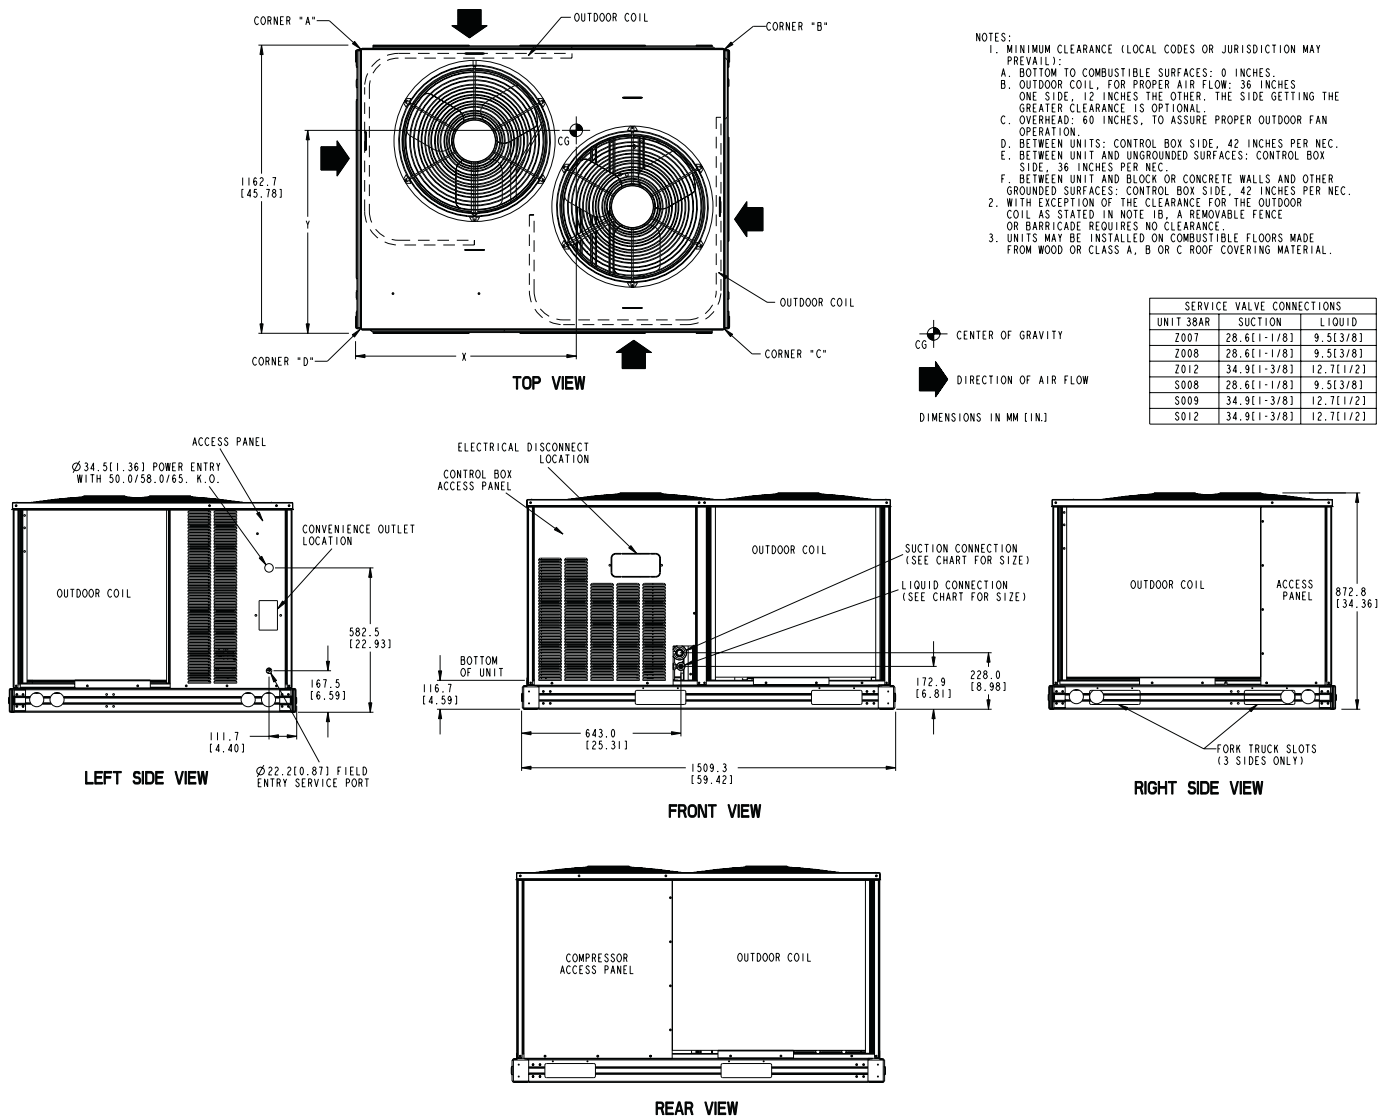 CORNER "A"
OUTDOOR COIL
CORNER "B"
CG
1162.7
[45.78]
Y
OUTDOOR COIL
CORNER "D"
X
CORNER "C"
TOP VIEW
NOTES:
1. MINIMUM CLEARANCE (LOCAL CODES OR JURISDICTION MAY
PREVAIL):
A. BOTTOM TO COMBUSTIBLE SURFACES: 0 INCHES.
B. OUTDOOR COIL, FOR PROPER AIR FLOW: 36 INCHES
ONE SIDE, 12 INCHES THE OTHER. THE SIDE GETTING THE
GREATER CLEARANCE IS OPTIONAL.
C. OVERHEAD: 60 INCHES, TO ASSURE PROPER OUTDOOR FAN
OPERATION.
D. BETWEEN UNITS: CONTROL BOX SIDE, 42 INCHES PER NEC.
E. BETWEEN UNIT AND UNGROUNDED SURFACES: CONTROL BOX
SIDE, 36 INCHES PER NEC.
F. BETWEEN UNIT AND BLOCK OR CONCRETE WALLS AND OTHER
GROUNDED SURFACES: CONTROL BOX SIDE, 42 INCHES PER NEC.
2. WITH EXCEPTION OF THE CLEARANCE FOR THE OUTDOOR
COIL AS STATED IN NOTE 1B, A REMOVABLE FENCE
OR BARRICADE REQUIRES NO CLEARANCE.
3. UNITS MAY BE INSTALLED ON COMBUSTIBLE FLOORS MADE
FROM WOOD OR CLASS A, B OR C ROOF COVERING MATERIAL.
CG
CENTER OF GRAVITY
DIRECTION OF AIR FLOW
DIMENSIONS IN MM [IN.]
SERVICE VALVE CONNECTIONS
UNIT 38AR SUCTION LIQUID
Z007 28.6[1-1/8] 9.5[3/8]
Z008 28.6[1-1/8] 9.5[3/8]
Z012 34.9[1-3/8] 12.7[1/2]
S008 28.6[1-1/8] 9.5[3/8]
S009 34.9[1-3/8] 12.7[1/2]
S012 34.9[1-3/8] 12.7[1/2]
ACCESS PANEL
Ø34.5[1.36] POWER ENTRY
WITH 50.0/58.0/65. K.O.
CONVENIENCE OUTLET
LOCATION
OUTDOOR COIL
582.5
[22.93]
167.5
[6.59]
111.7
[4.40]
Ø22.2[0.87] FIELD
ENTRY SERVICE PORT
LEFT SIDE VIEW
ELECTRICAL DISCONNECT
LOCATION
CONTROL BOX
ACCESS PANEL
OUTDOOR COIL
SUCTION CONNECTION
(SEE CHART FOR SIZE)
LIQUID CONNECTION
(SEE CHART FOR SIZE)
BOTTOM
OF UNIT
116.7
[4.59]
172.9
[6.81]
228.0
[8.98]
643.0
[25.31]
1509.3
[59.42]
FRONT VIEW
OUTDOOR COIL
ACCESS
PANEL
872.8
[34.36]
FORK TRUCK SLOTS
(3 SIDES ONLY)
RIGHT SIDE VIEW
COMPRESSOR
ACCESS PANEL
OUTDOOR COIL
REAR VIEW